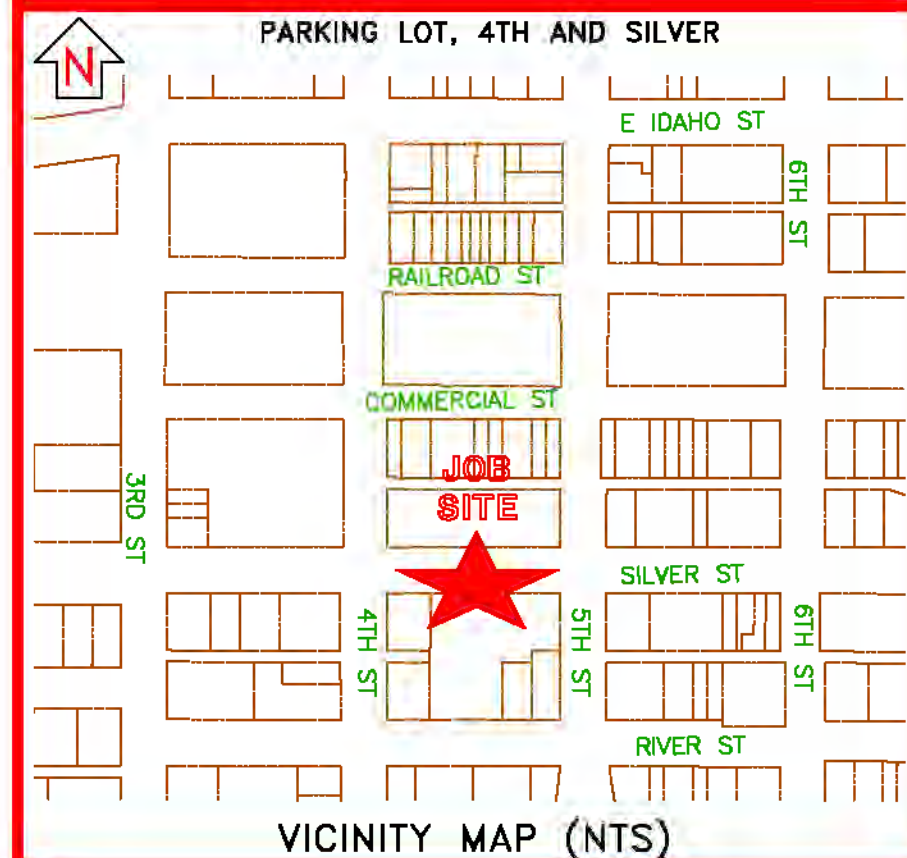 PARKING LOT, 4TH AND SILVER
N
E IDAHO ST
6TH ST
RAILROAD ST
COMMERCIAL ST
JOB
SITE
3RD ST
SILVER ST
4TH ST
5TH ST
6TH ST
RIVER ST
VICINITY MAP (NTS)